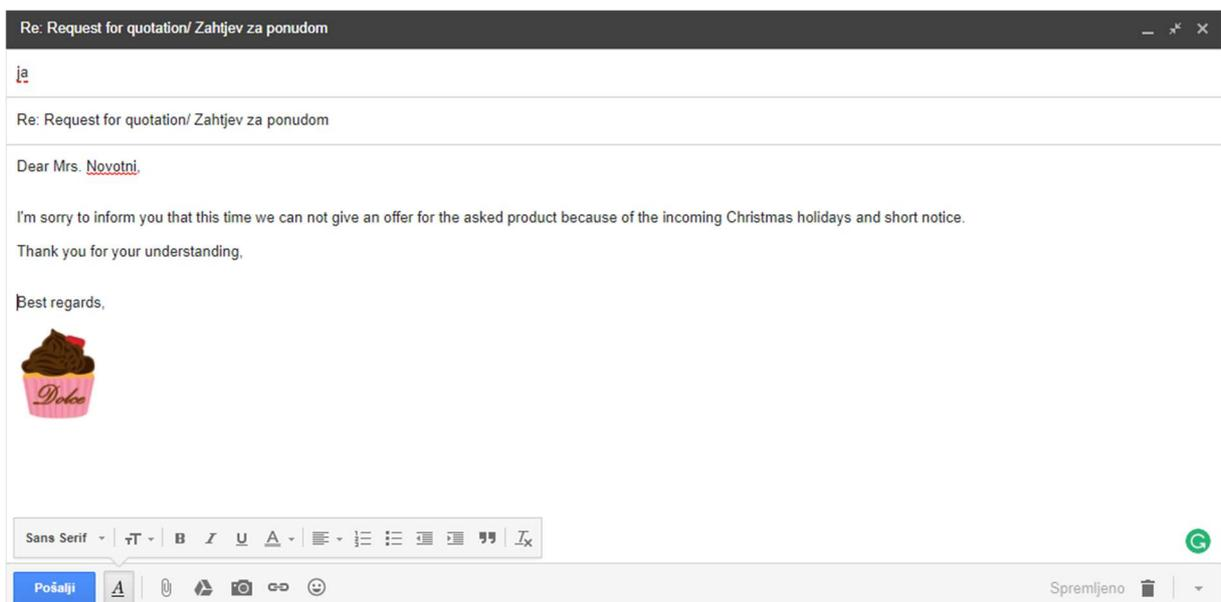 Re: Request for quotation/ Zahtjev za ponudom
ja
Re: Request for quotation/ Zahtjev za ponudom
Dear Mrs. Novotni,
I'm sorry to inform you that this time we can not give an offer for the asked product because of the incoming Christmas holidays and short notice.
Thank you for your understanding,
Best regards,
Dolce
Sans Serif
Pošalji
Spremljeno